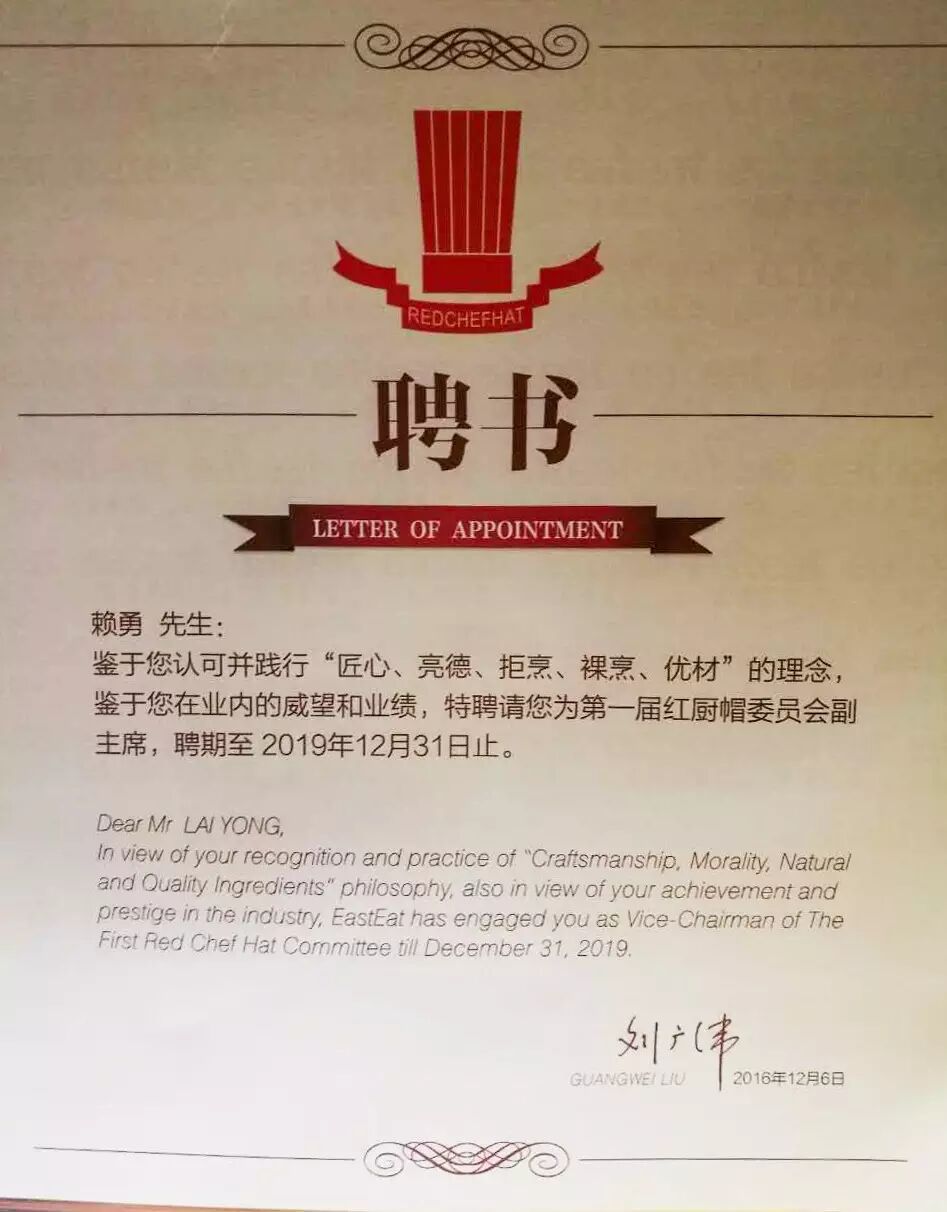 REDCHEFHAT
聘书
LETTER OF APPOINTMENT
赖勇 先生：
鉴于您认可并践行“匠心、亮德、拒烹、裸烹、优材”的理念，
鉴于您在业内的威望和业绩，特聘请您为第一届红厨帽委员会副
主席，聘期至 2019年12月31日止。
Dear Mr LAI YONG,
In view of your recognition and practice of "Craftsmanship, Morality, Natural
and Quality Ingredients" philosophy, also in view of your achievement and
prestige in the industry, EastEat has engaged you as Vice-Chairman of The
First Red Chef Hat Committee till December 31, 2019.
刘广伟
GUANGWEI LIU 2016年12月6日